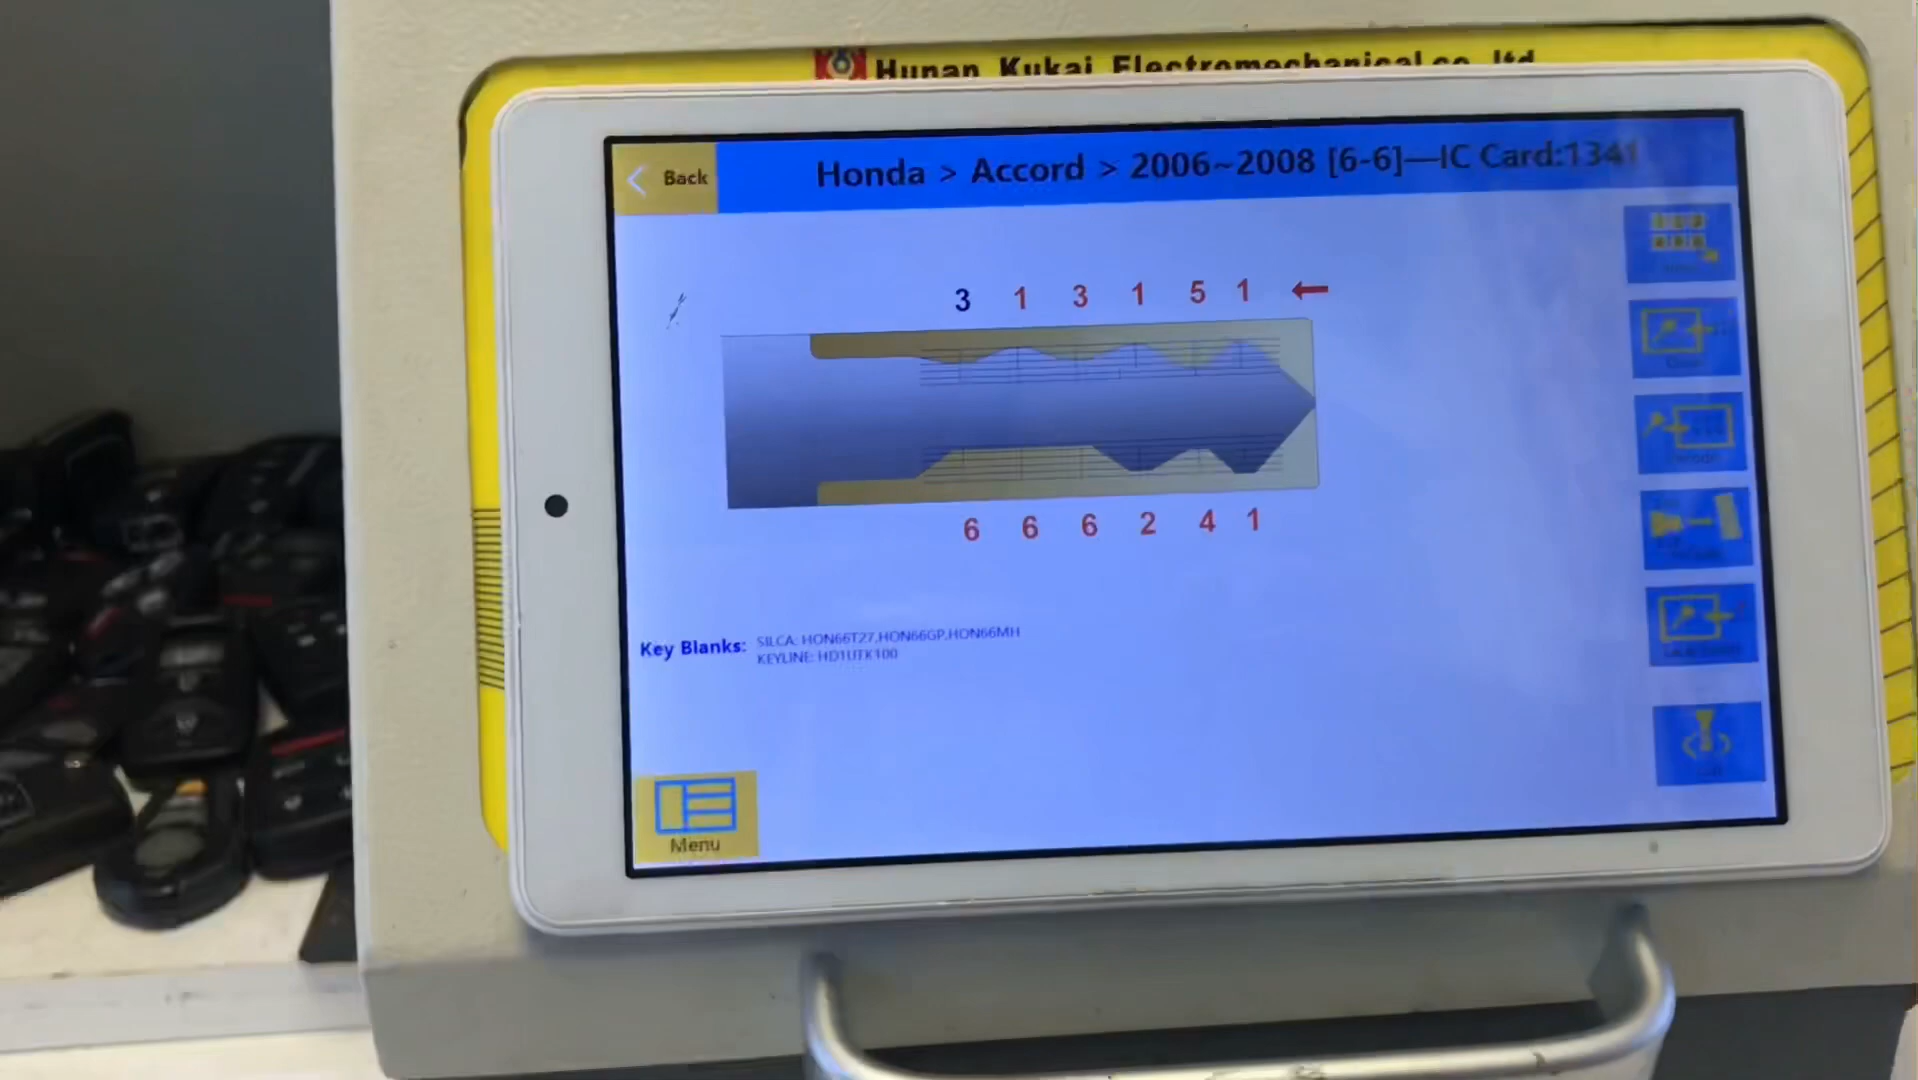 Hunan Kukai Electromechanical co. ltd
Back
Honda > Accord > 2006~2008 [6-6]—IC Card:1341
3 1 3 1 5 1
6 6 6 2 4 1
Key Blanks: SILCA: HON66T27,HON66GP,HON66MH
KEYLINE: HD1UTK100
Menu